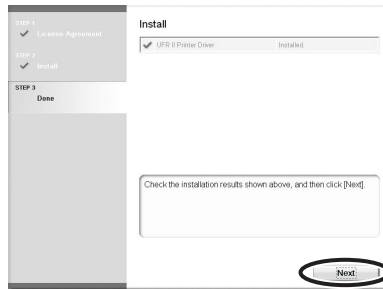 STEP 1
License Agreement
STEP 2
Install
STEP 3
Done
Install
UFR II Printer Driver Installed.
Check the installation results shown above, and then click [Next].
Next